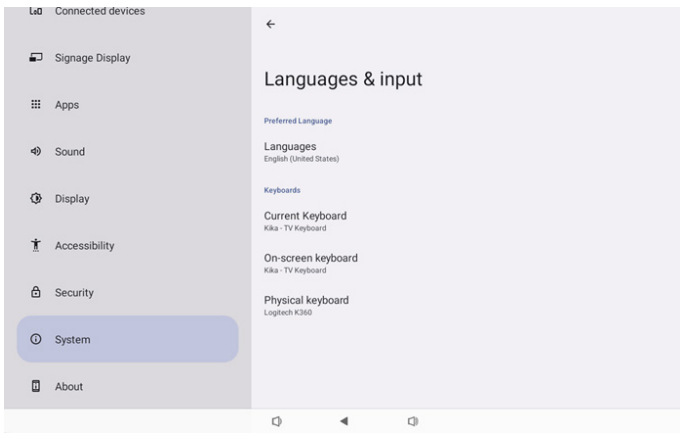 Connected devices
Signage Display
Apps
Sound
Display
Accessibility
Security
System
About
Languages & input
Preferred Language
Languages
English (United States)
Keyboards
Current Keyboard
Kika - TV Keyboard
On-screen keyboard
Kika - TV Keyboard
Physical keyboard
Logitech K360